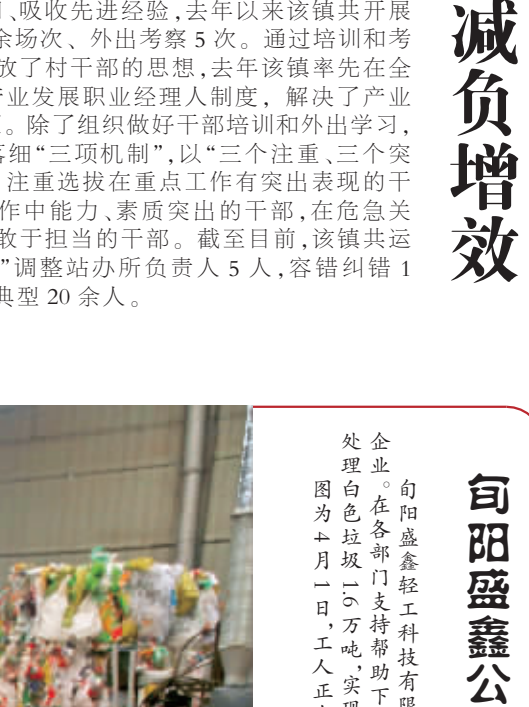 、吸收先进经验,去年以来该镇共开展
余场次、外出考察 5 次。通过培训和考
放了村干部的思想,去年该镇率先在全
产业发展职业经理人制度，解决了产业
。除了组织做好干部培训和外出学习,
落细“三项机制”,以“三个注重、三个突
注重选拔在重点工作有突出表现的干
作中能力、素质突出的干部,在危急关
敢于担当的干部。截至目前,该镇共运
”调整站办所负责人 5 人,容错纠错 1
典型 20 余人。
减负增效
旬阳盛鑫公
旬阳盛鑫轻工科技有限
企业。在各部门支持帮助下
处理白色垃圾 1.6 万吨,实现
图为 4 月 1 日,工人正